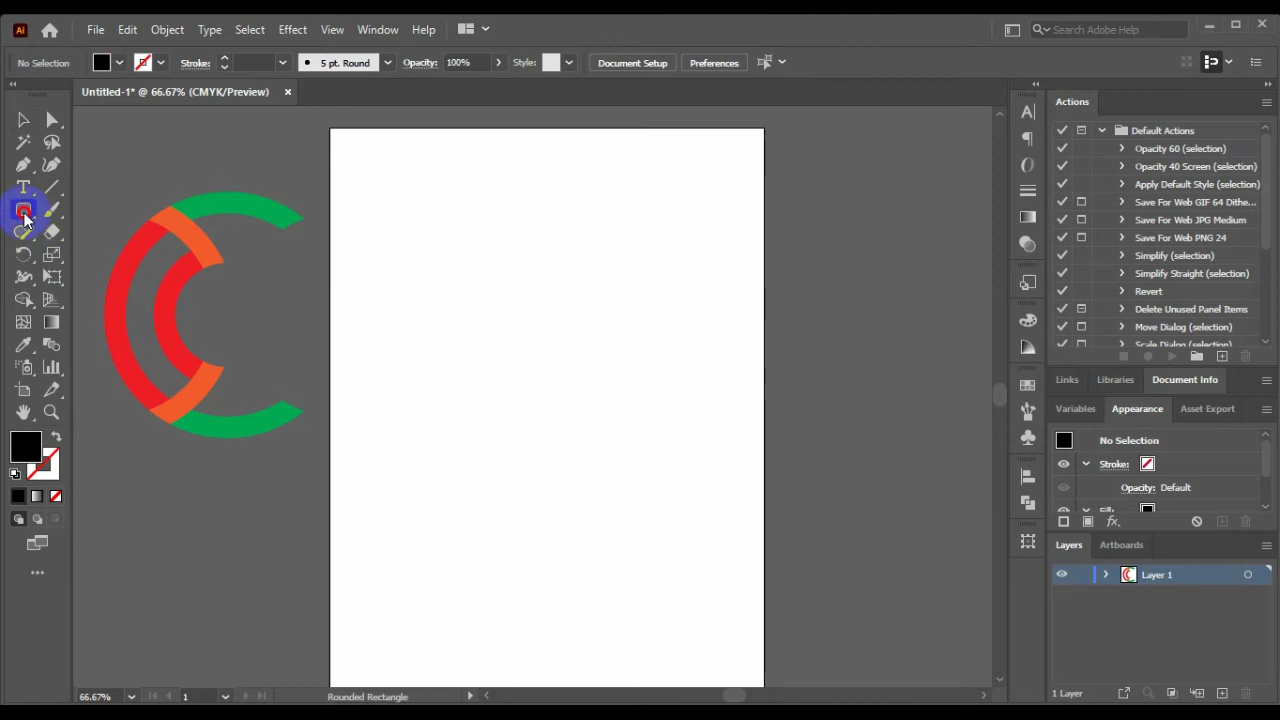 Ai File Edit Object Type Select Effect View Window Help Search Adobe Help
No Selection Stroke: 5 pt. Round Opacity: 100% Style: Document Setup Preferences
Untitled-1* @ 66.67% (CMYK/Preview)
Actions
Default Actions
Opacity 60 (selection)
Opacity 40 Screen (selection)
Apply Default Style (selection)
Save For Web GIF 64 Dithe...
Save For Web JPG Medium
Save For Web PNG 24
Simplify (selection)
Simplify Straight (selection)
Revert
Delete Unused Panel Items
Move Dialog (selection)
Scale Dialog (selection)
Links Libraries Document Info
Variables Appearance Asset Export
No Selection
Stroke:
Opacity: Default
Layers Artboards
Layer 1
66.67% 1 Rounded Rectangle 1 Layer